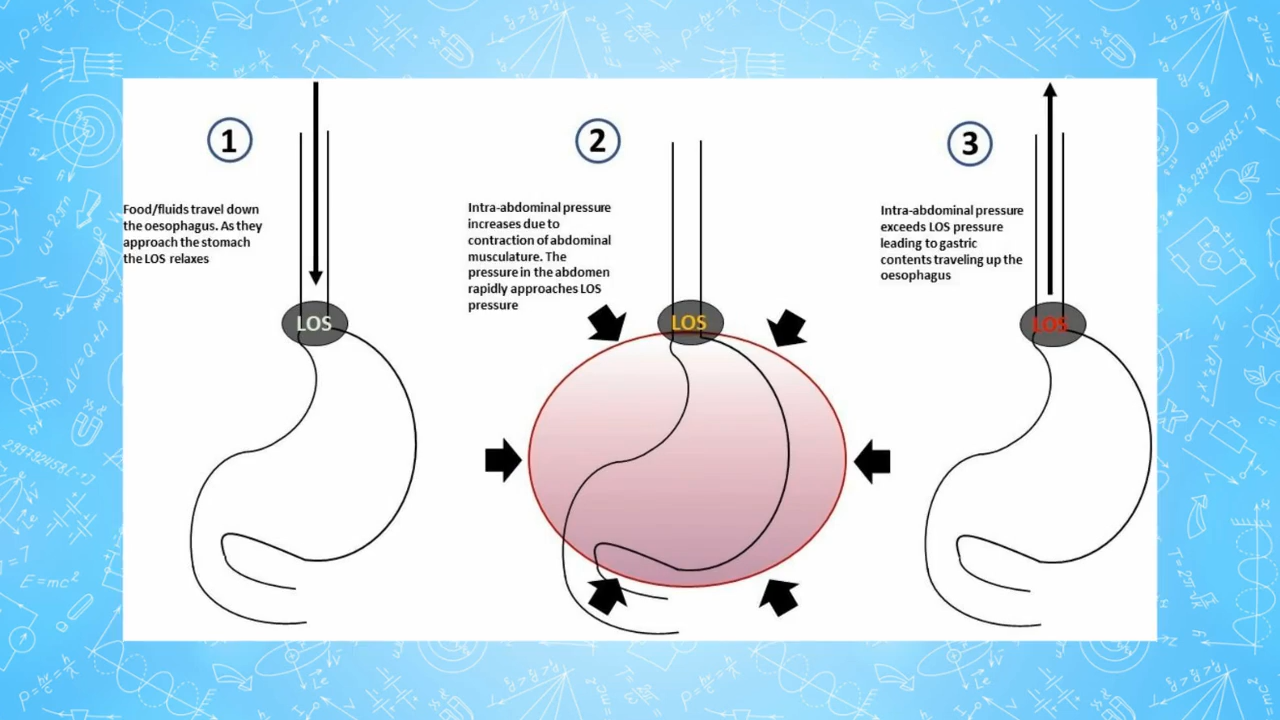 1
Food/fluids travel down
the oesophagus. As they
approach the stomach
the LOS relaxes
LOS
2
Intra-abdominal pressure
increases due to
contraction of abdominal
musculature. The
pressure in the abdomen
rapidly approaches LOS
pressure
LOS
3
Intra-abdominal pressure
exceeds LOS pressure
leading to gastric
contents traveling up the
oesophagus
LOS
E=mc²